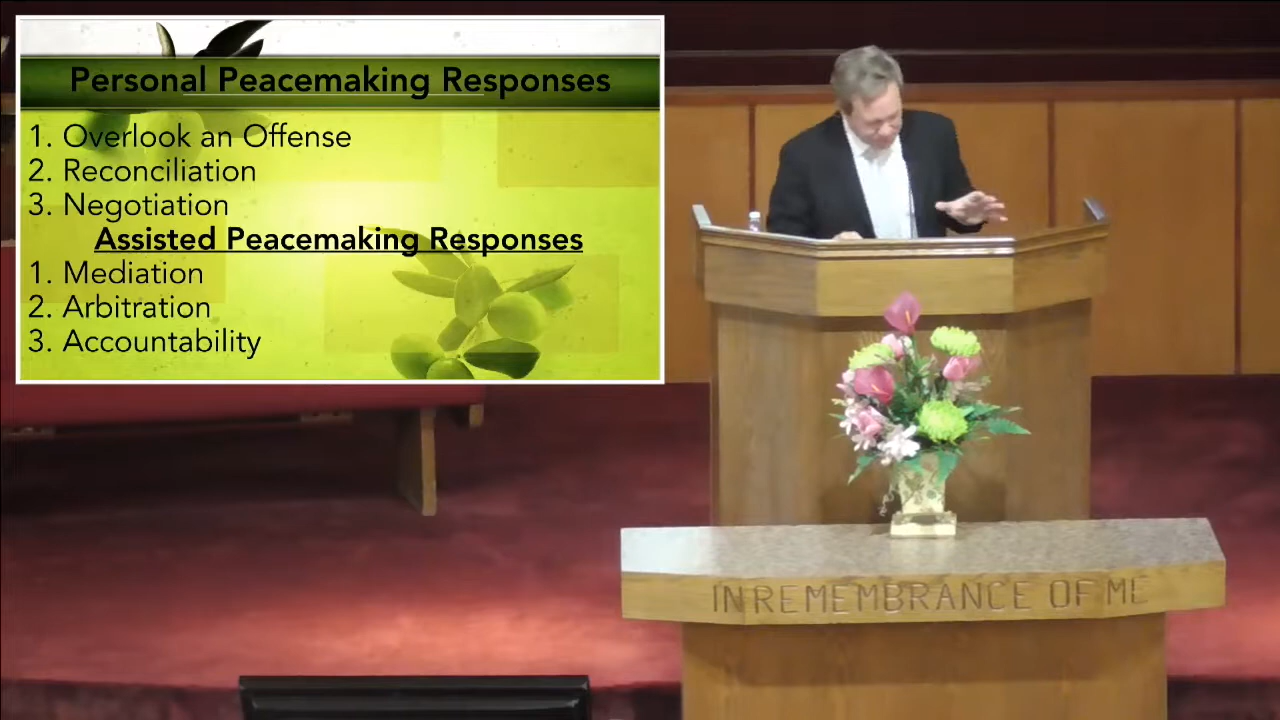 Personal Peacemaking Responses
1. Overlook an Offense
2. Reconciliation
3. Negotiation
Assisted Peacemaking Responses
1. Mediation
2. Arbitration
3. Accountability
IN REMEMBRANCE OF ME